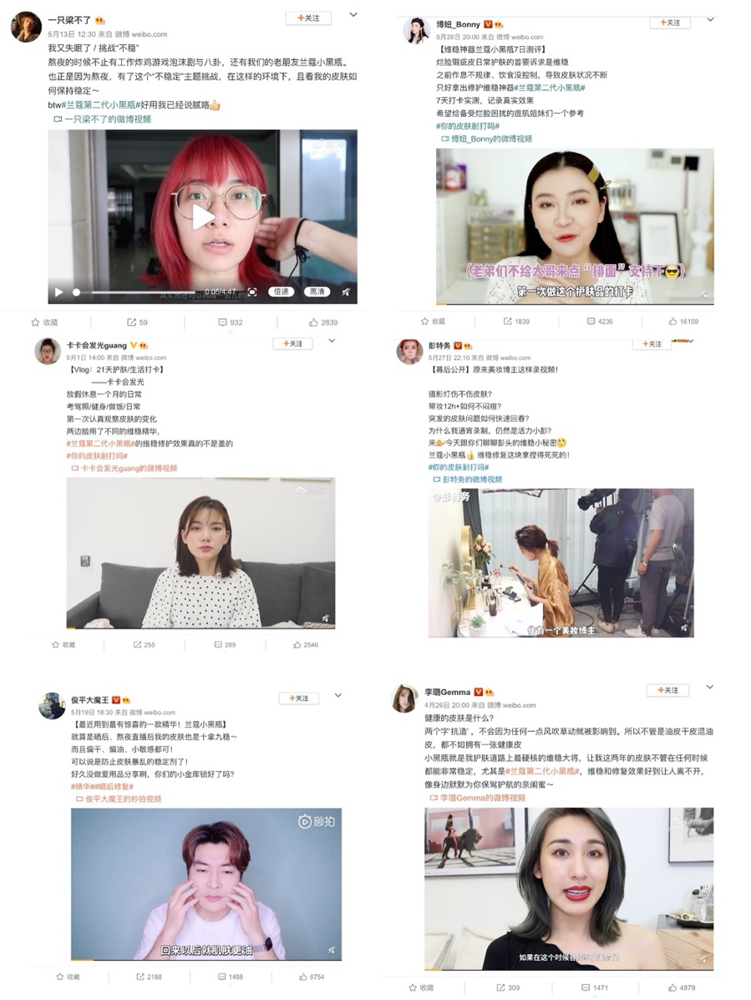 一只梁不了
+关注
5月13日 12:30 来自 微博 weibo.com
我又失眠了 / 挑战“不稳”
熬夜的时候不止有工作炸鸡游戏泡沫剧与八卦，还有我们的老朋友兰蔻小黑瓶。
也正是因为熬夜，有了这个“不稳定”主题挑战，在这样的环境下，且看我的皮肤如
何保持稳定～
btw#兰蔻第二代小黑瓶#好用我已经说腻咯👍
一只梁不了的微博视频
0:05/4:47
倍速
高清
收藏
59
932
2839
博妞_Bonny
+关注
5月28日 20:00 来自 微博 weibo.com
【维稳神器兰蔻小黑瓶7日测评】
烂脸瑕疵皮日常护肤的首要诉求是维稳
之前作息不规律、饮食没控制，导致皮肤状况不断
只好拿出修护维稳神器#兰蔻第二代小黑瓶#
7天打卡实测，记录真实效果
希望给备受烂脸困扰的痘肌姐妹们一个参考
#你的皮肤耐打吗#
博妞_Bonny的微博视频
(老弟们不给大哥来点“排面”支持下😎)
第一次做这个护肤品的打卡
收藏
1839
4236
16159
卡卡会发光guang
+关注
6月1日 14:00 来自 微博 weibo.com
【Vlog：21天护肤/生活打卡】
——卡卡会发光
放假休息一个月的日常
考驾照/健身/做饭/日常
第一次认真观察皮肤的变化
两边脸用了不同的维稳精华，
#兰蔻第二代小黑瓶#的维稳修护效果真的不是盖的
#你的皮肤耐打吗#
卡卡会发光guang的微博视频
收藏
255
289
2546
彭特务
+关注
5月27日 22:10 来自 微博 weibo.com
【幕后公开】原来美妆博主这样录视频！
摄影灯伤不伤皮肤？
带妆12h+如何不闷痘？
突发的皮肤问题如何快速回春？
为什么我通宵录制，仍然是活力小彭？
来👉今天跟你们聊聊彭头的维稳小秘密🤔
兰蔻小黑瓶👍 维稳修复这块拿捏得死死的！
#你的皮肤耐打吗#
彭特务的微博视频
@彭特务
作为一个美妆博主
俊平大魔王
+关注
5月19日 18:30 来自 微博 weibo.com
【最近用到最有惊喜的一款精华！兰蔻小黑瓶】
就算是晒后、熬夜直播后我的皮肤也是十拿九稳～
而且偏干、偏油、小敏感都可！
可以说是防止皮肤暴乱的稳定剂了！
好久没做爱用品分享咧，你们的小金库锁好了吗？
#精华##晒后修复#
俊平大魔王的秒拍视频
秒拍
回来以后就肌肤更油
收藏
2188
1488
8754
李璐Gemma
+关注
4月26日 20:00 来自 微博 weibo.com
健康的皮肤是什么？
两个字‘抗造’，不会因为任何一点风吹草动就被影响到。所以不管是油皮干皮混油
皮，都不如拥有一张健康皮
小黑瓶就是我护肤道路上最硬核的维稳大将，让我这两年的皮肤不管在任何时候
都能非常稳定，尤其是#兰蔻第二代小黑瓶#，维稳和修复效果好到让人离不开，
像身边默默为你保驾护航的亲闺蜜～
李璐Gemma的微博视频
如果在这个时候
收藏
309
1471
4879